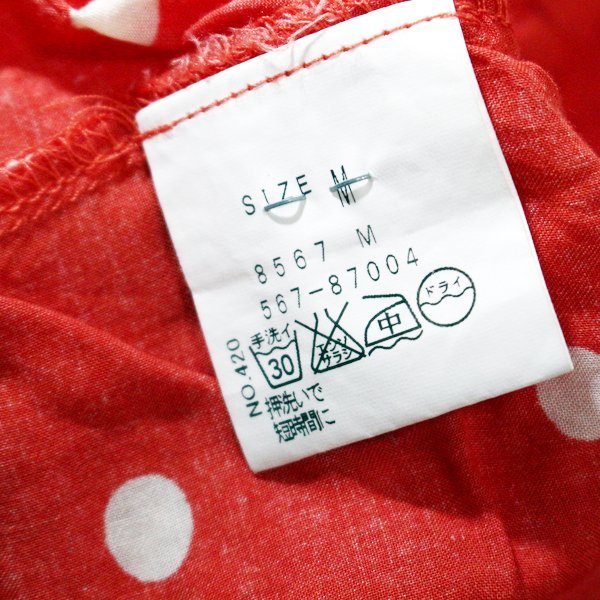 SIZE M
8567 M
567-87004
手洗イ 30 エンソ サラシ 中 ドライ
NO.420
押洗いで
短時間に